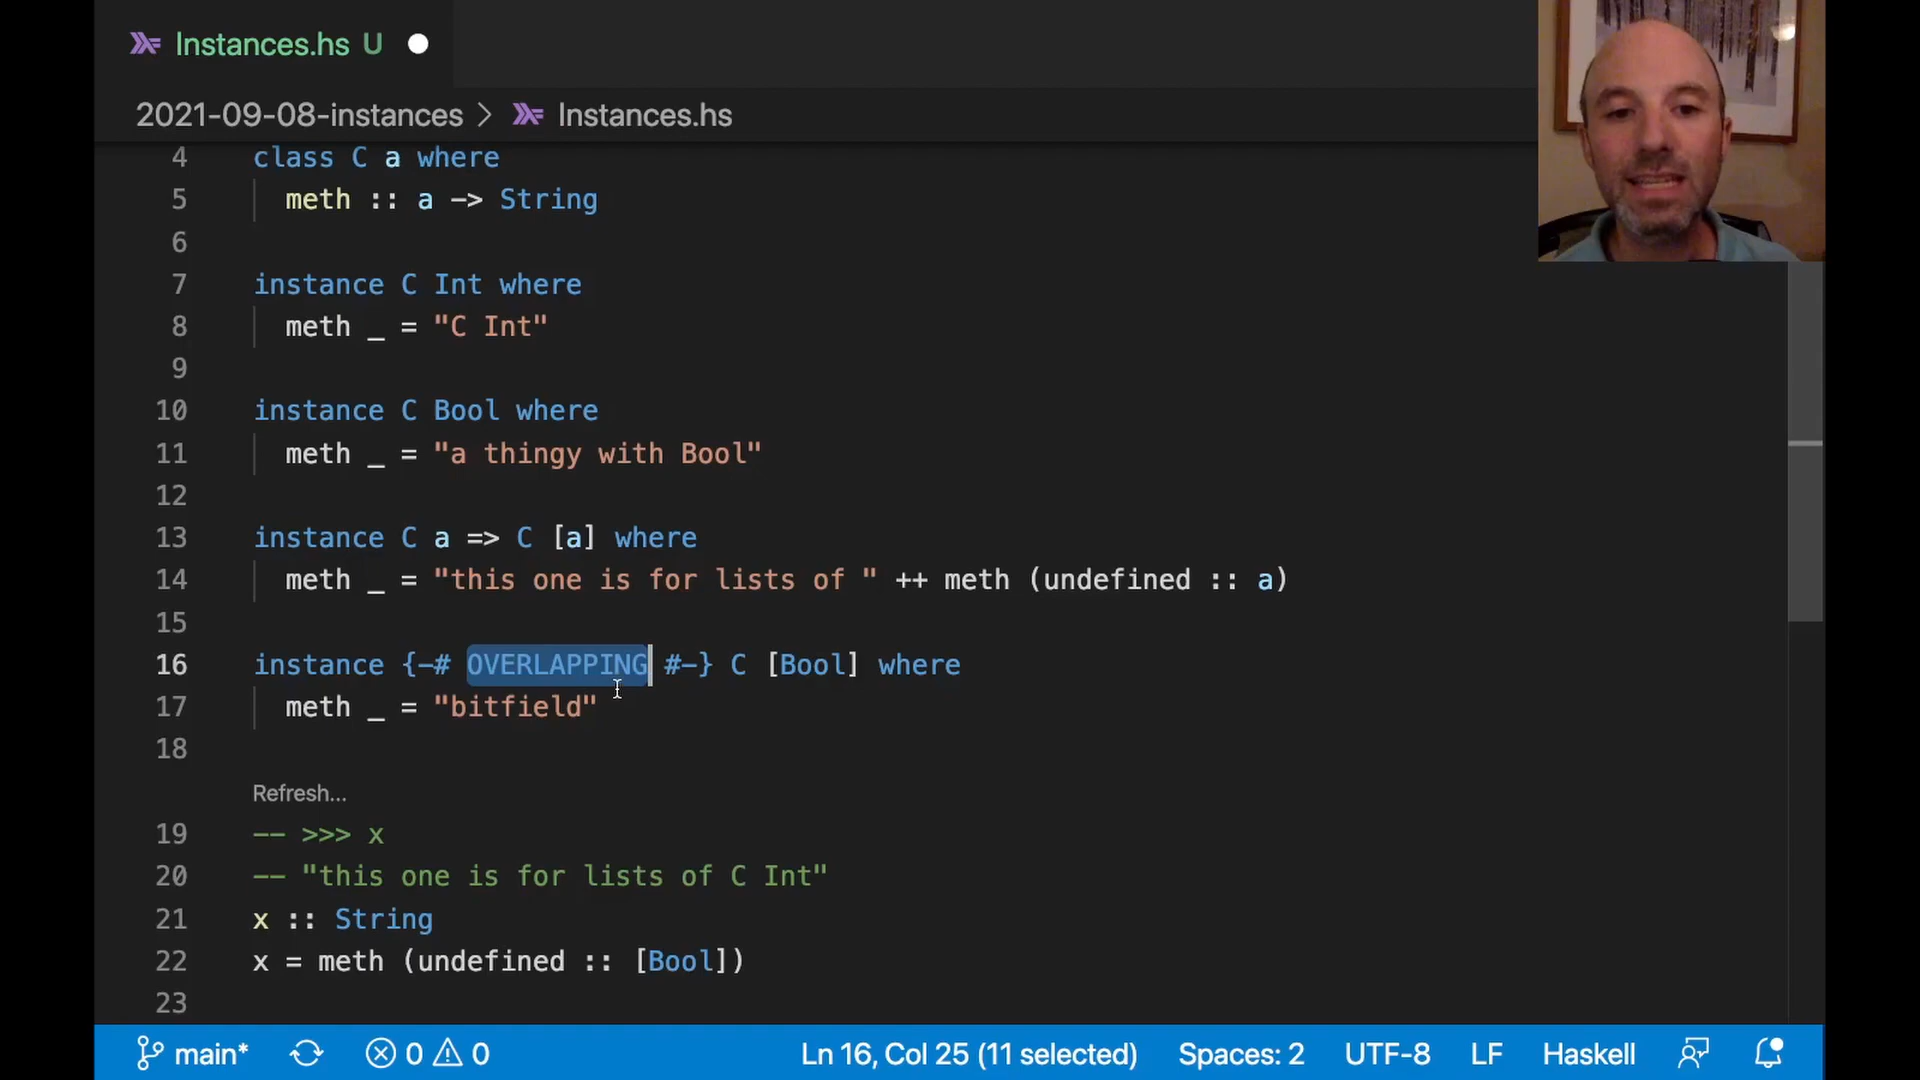 Instances.hs U
2021-09-08-instances > Instances.hs
4 class C a where
5 meth :: a -> String
6
7 instance C Int where
8 meth _ = "C Int"
9
10 instance C Bool where
11 meth _ = "a thingy with Bool"
12
13 instance C a => C [a] where
14 meth _ = "this one is for lists of " ++ meth (undefined :: a)
15
16 instance {-# OVERLAPPING #-} C [Bool] where
17 meth _ = "bitfield"
18
Refresh...
19 -- >>> x
20 -- "this one is for lists of C Int"
21 x :: String
22 x = meth (undefined :: [Bool])
23
main* 0 0 Ln 16, Col 25 (11 selected) Spaces: 2 UTF-8 LF Haskell